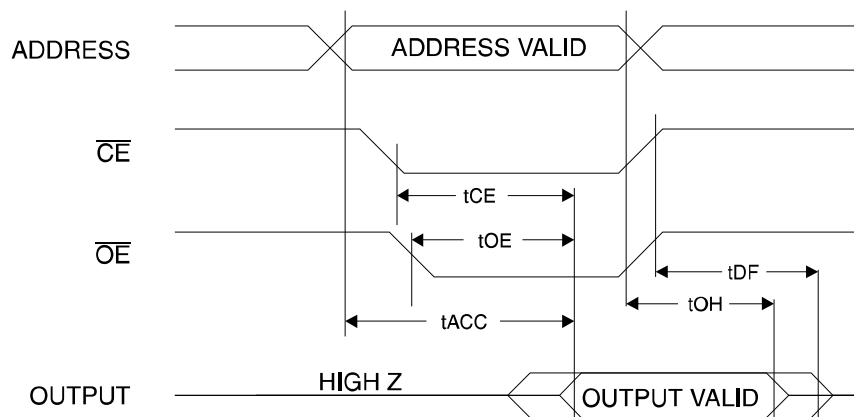 ADDRESS
ADDRESS VALID
CE
tCE
OE
tOE
tDF
tOH
tACC
HIGH Z
OUTPUT
OUTPUT VALID